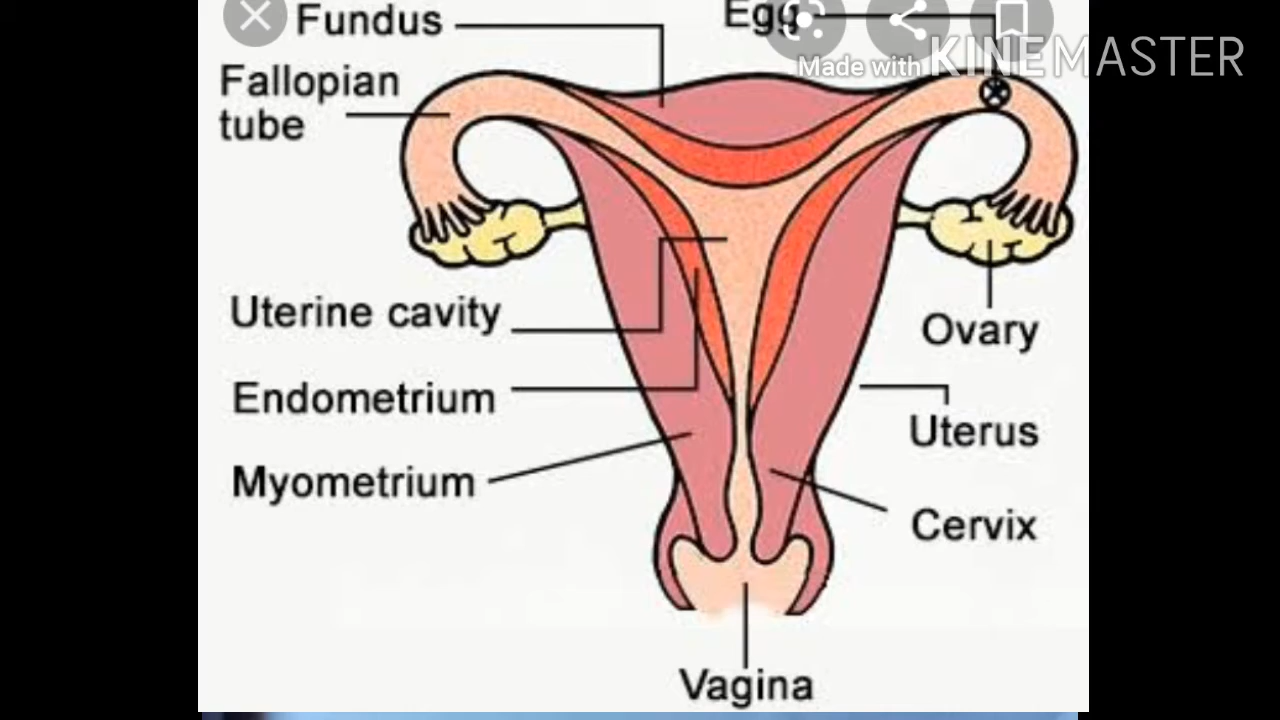 Fundus
Egg
Made with KINEMASTER
Fallopian
tube
Uterine cavity
Ovary
Endometrium
Uterus
Myometrium
Cervix
Vagina